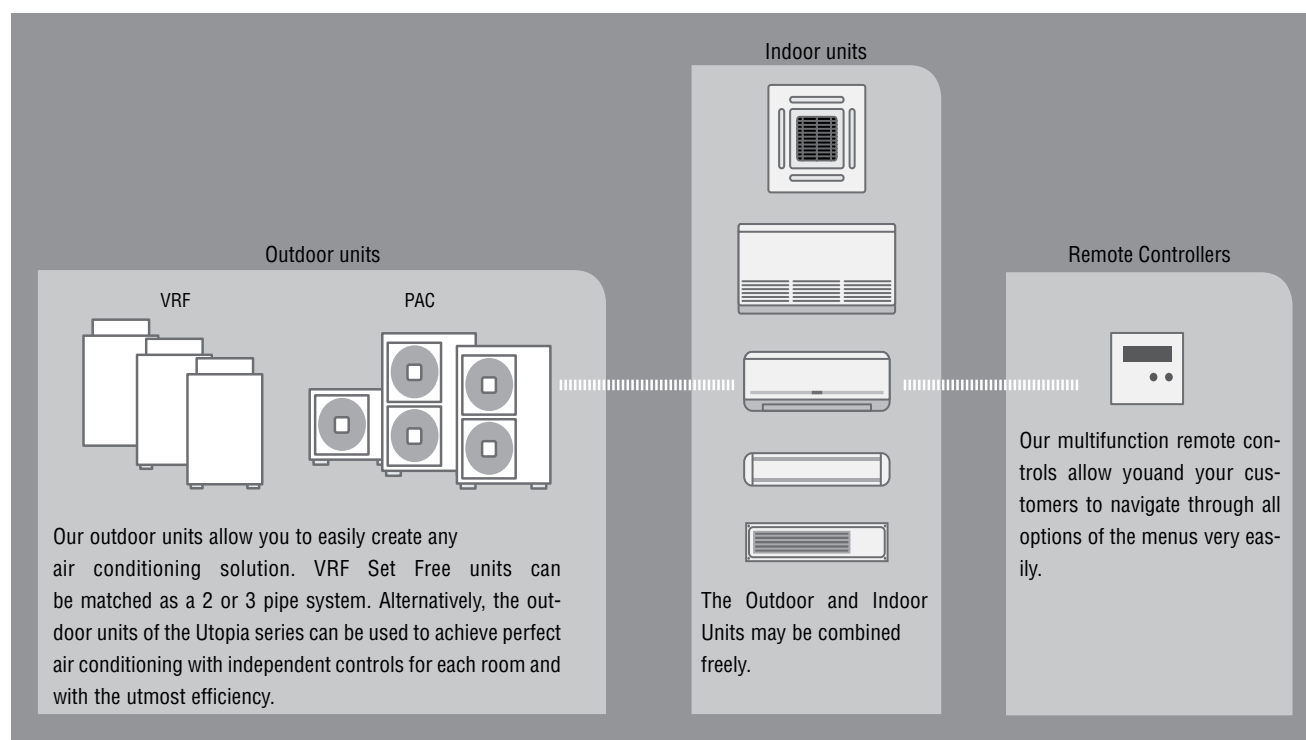 Outdoor units
VRF
PAC
Our outdoor units allow you to easily create any
air conditioning solution. VRF Set Free units can
be matched as a 2 or 3 pipe system. Alternatively, the out-
door units of the Utopia series can be used to achieve perfect
air conditioning with independent controls for each room and
with the utmost efficiency.
Indoor units
The Outdoor and Indoor
Units may be combined
freely.
Remote Controllers
Our multifunction remote con-
trols allow youand your cus-
tomers to navigate through all
options of the menus very eas-
ily.